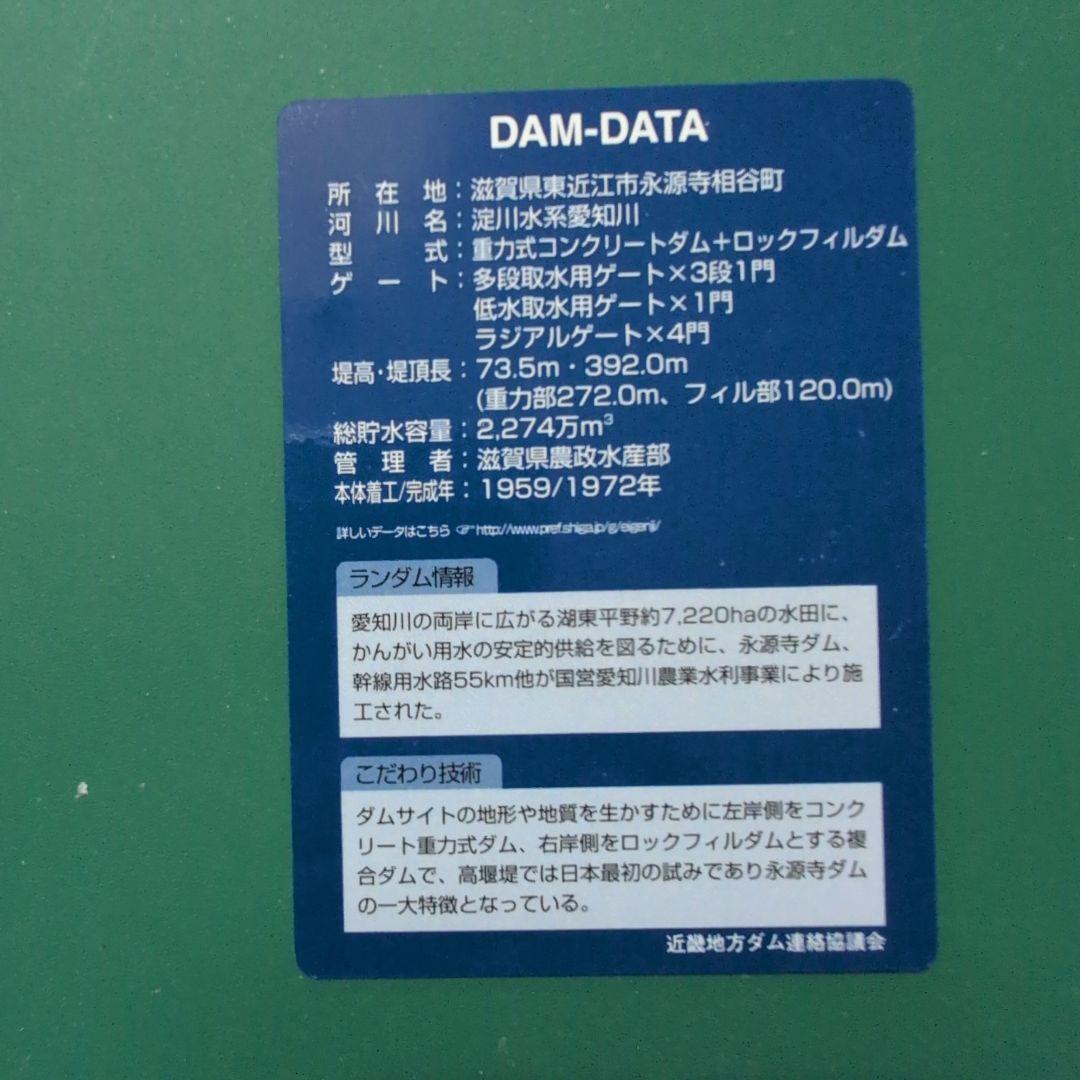 DAM-DATA
所在地：滋賀県東近江市永源寺相谷町
河川名：淀川水系愛知川
型式：重力式コンクリートダム＋ロックフィルダム
ゲート：多段取水用ゲート×3段1門
低水取水用ゲート×1門
ラジアルゲート×4門
堤高・堤頂長：73.5m・392.0m
(重力部272.0m、フィル部120.0m)
総貯水容量：2,274万m³
管理者：滋賀県農政水産部
本体着工/完成年：1959/1972年
詳しいデータはこちら ☞ http://www.pref.shiga.jp/g/eigenji/
ランダム情報
愛知川の両岸に広がる湖東平野約7,220haの水田に、
かんがい用水の安定的供給を図るために、永源寺ダム、
幹線用水路55km他が国営愛知川農業水利事業により施
工された。
こだわり技術
ダムサイトの地形や地質を生かすために左岸側をコンク
リート重力式ダム、右岸側をロックフィルダムとする複
合ダムで、高堰堤では日本最初の試みであり永源寺ダム
の一大特徴となっている。
近畿地方ダム連絡協議会